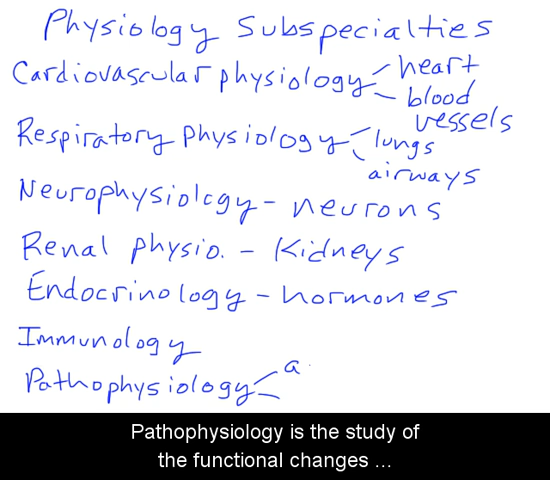 Physiology Subspecialties
Cardiovascular physiology < heart
blood
vessels
Respiratory Physiology < lungs
airways
Neurophysiology - neurons
Renal physio. - Kidneys
Endocrinology - hormones
Immunology
Pathophysiology < a
Pathophysiology is the study of
the functional changes ...